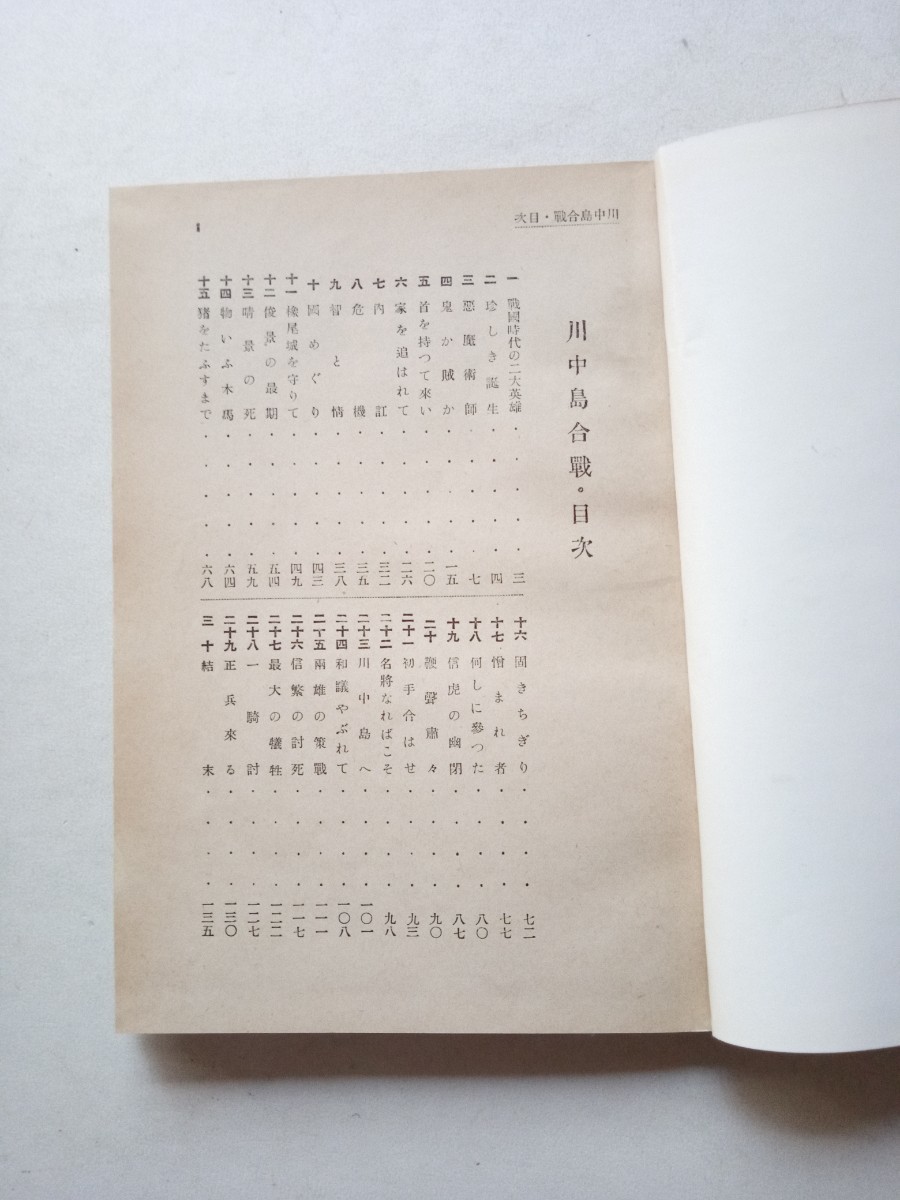 川中島合戰・目次
川中島合戰。目次
一 戰國時代の二大英雄・・・・・三
二 珍しき誕生・・・・・四
三 惡魔術師・・・・・七
四 鬼か賊か・・・・・一五
五 首を持つて來い・・・・・二〇
六 家を追はれて・・・・・二六
七 內訌・・・・・三二
八 危機・・・・・三五
九 智と情・・・・・三八
十 國めぐり・・・・・四三
十一 橡尾城を守りて・・・・・四九
十二 俊景の最期・・・・・五四
十三 晴景の死・・・・・五九
十四 物いふ木馬・・・・・六四
十五 猪をたふすまで・・・・・六八
十六 固きちぎり・・・・七二
十七 憎まれ者・・・・七七
十八 何しに參つた・・・・八〇
十九 信虎の幽閉・・・・八七
二十 鞭聲肅々・・・・九〇
二十一 初手合はせ・・・・九三
二十二 名將なればこそ・・・・九八
二十三 川中島へ・・・・一〇一
二十四 和議やぶれて・・・・一〇八
二十五 兩雄の策戰・・・・一一一
二十六 信繁の討死・・・・一一七
二十七 最大の犧牲・・・・一二二
二十八 一騎討・・・・一二七
二十九 正兵來る・・・・一三〇
三十 結末・・・・一三五
1